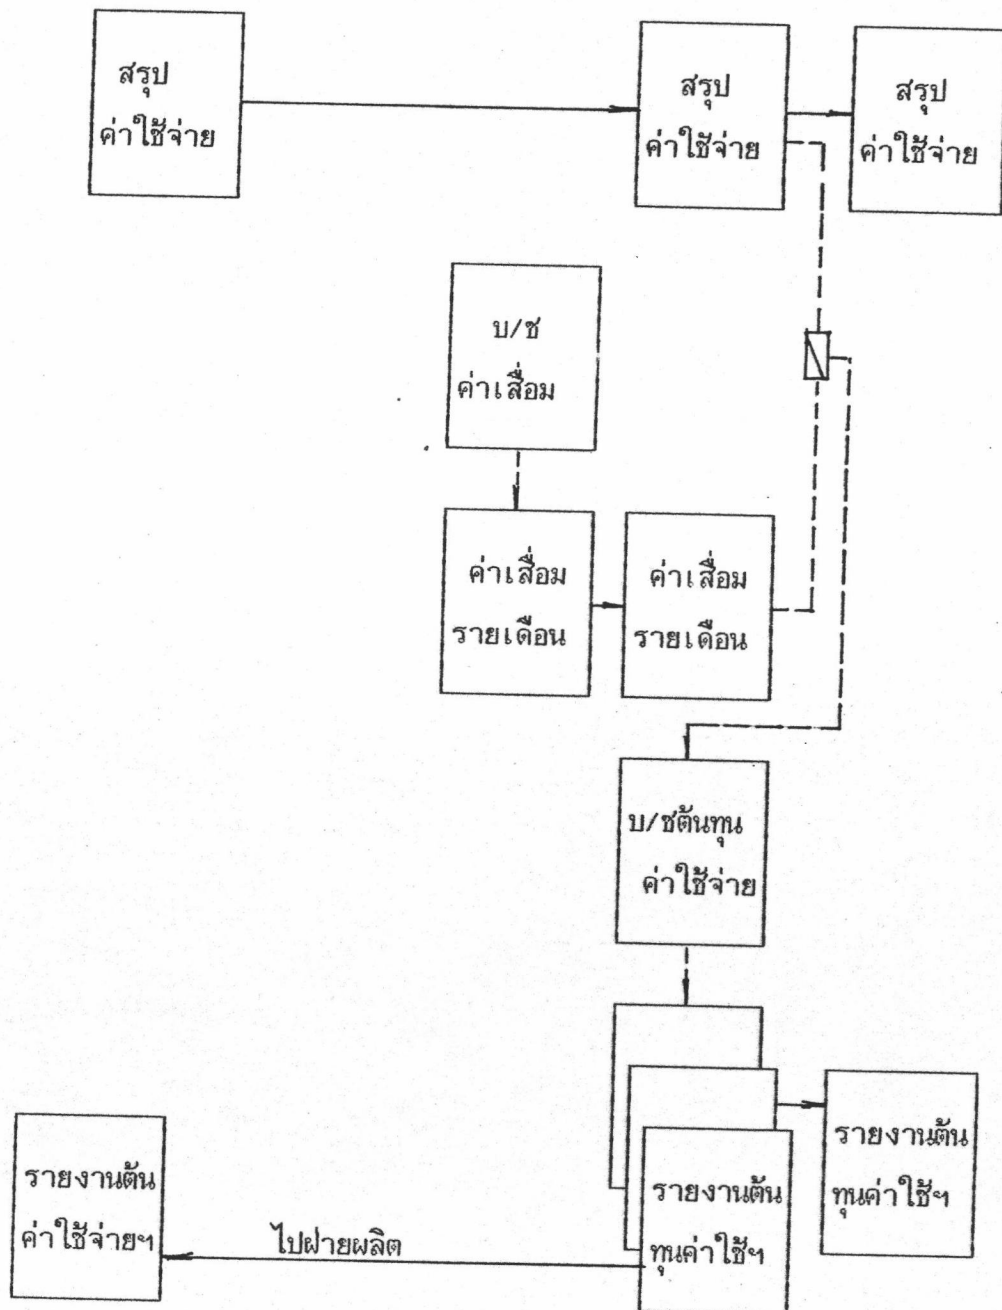 สรุป
ค่าใช้จ่าย
สรุป
ค่าใช้จ่าย
สรุป
ค่าใช้จ่าย
บ/ช
ค่าเสื่อม
ค่าเสื่อม
รายเดือน
ค่าเสื่อม
รายเดือน
บ/ชต้นทุน
ค่าใช้จ่าย
รายงานต้น
ทุนค่าใช้ฯ
รายงานต้น
ทุนค่าใช้ฯ
รายงานต้น
ค่าใช้จ่ายฯ
ไปฝ่ายผลิต